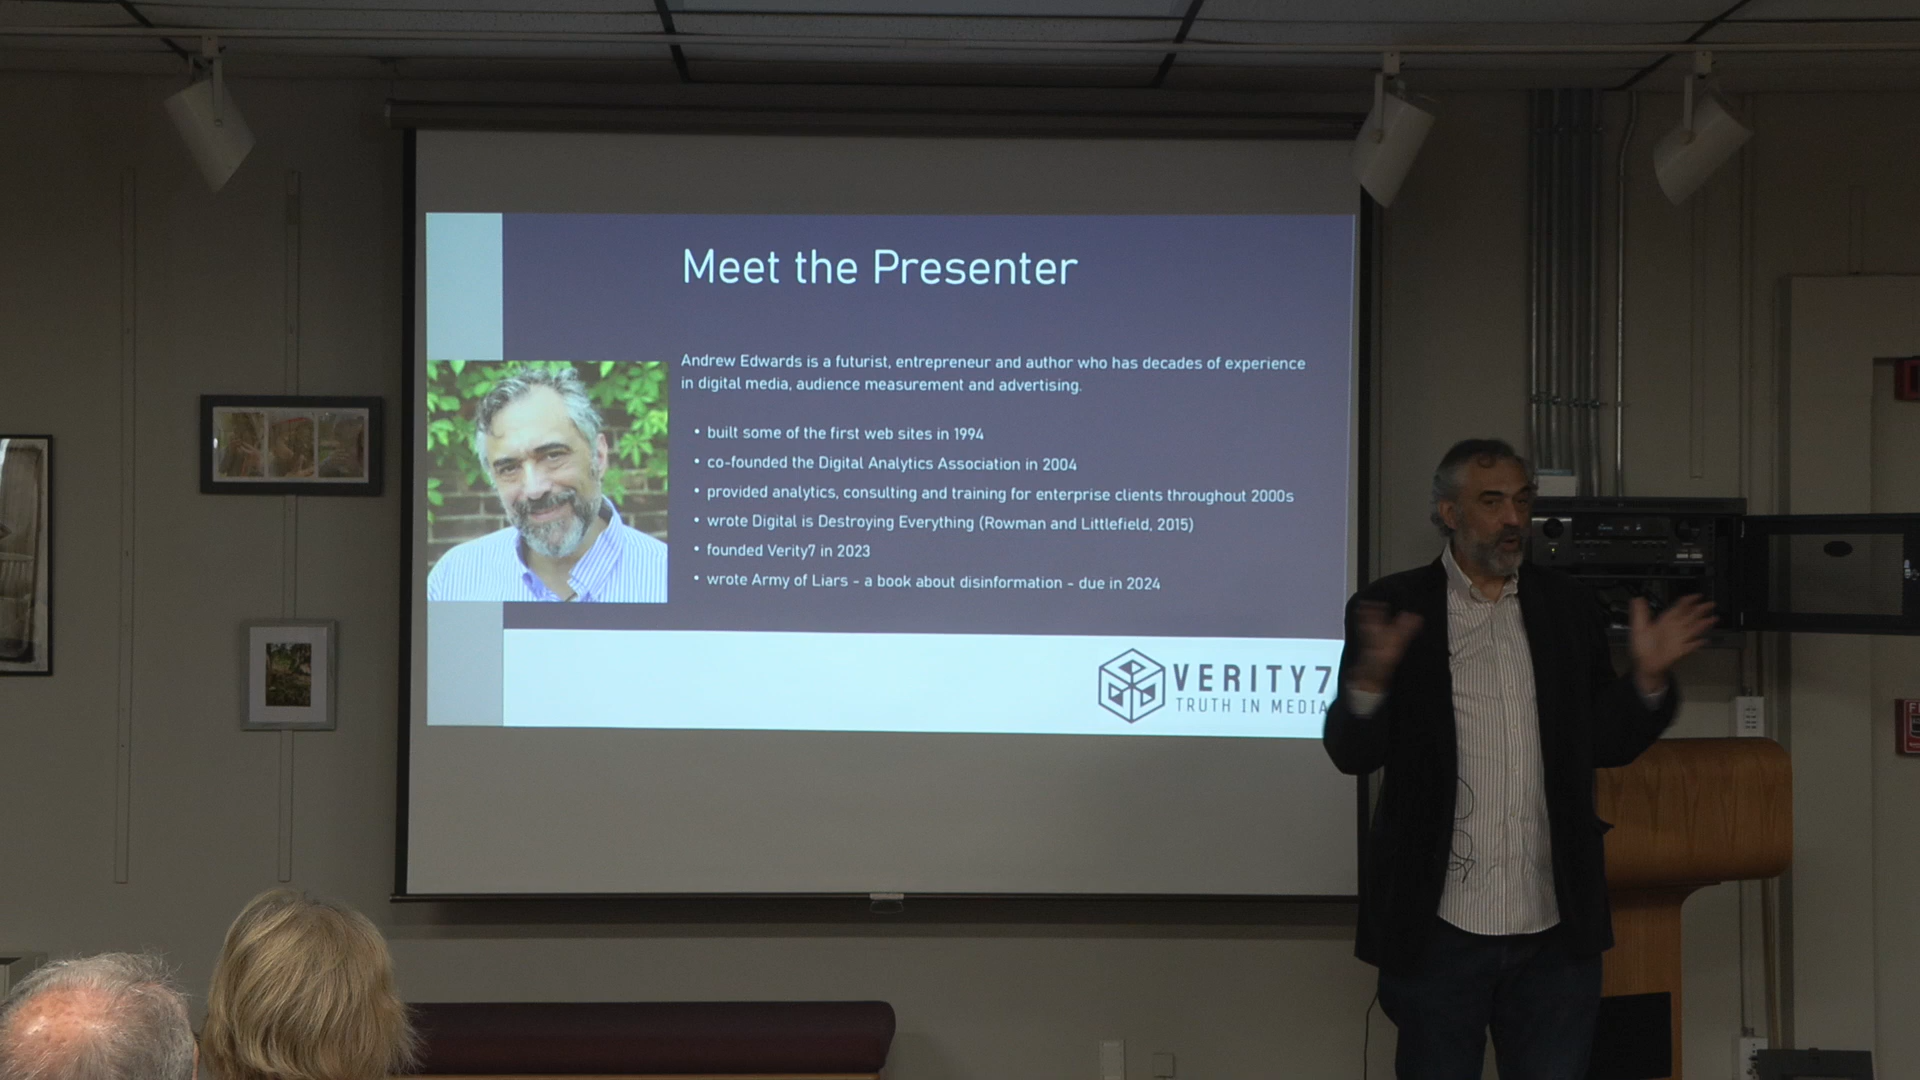 Meet the Presenter
Andrew Edwards is a futurist, entrepreneur and author who has decades of experience
in digital media, audience measurement and advertising.
• built some of the first web sites in 1994
• co-founded the Digital Analytics Association in 2004
• provided analytics, consulting and training for enterprise clients throughout 2000s
• wrote Digital is Destroying Everything (Rowman and Littlefield, 2015)
• founded Verity7 in 2023
• wrote Army of Liars - a book about disinformation - due in 2024
VERITY7
TRUTH IN MEDIA